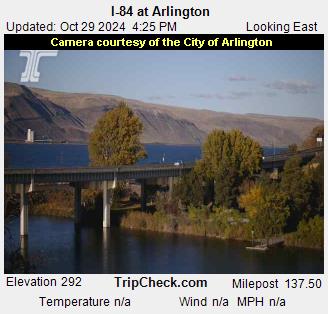 I-84 at Arlington
Updated: Oct 29 2024 4:25 PM Looking East
Camera courtesy of the City of Arlington
Elevation 292 TripCheck.com Milepost 137.50
Temperature n/a Wind n/a MPH n/a